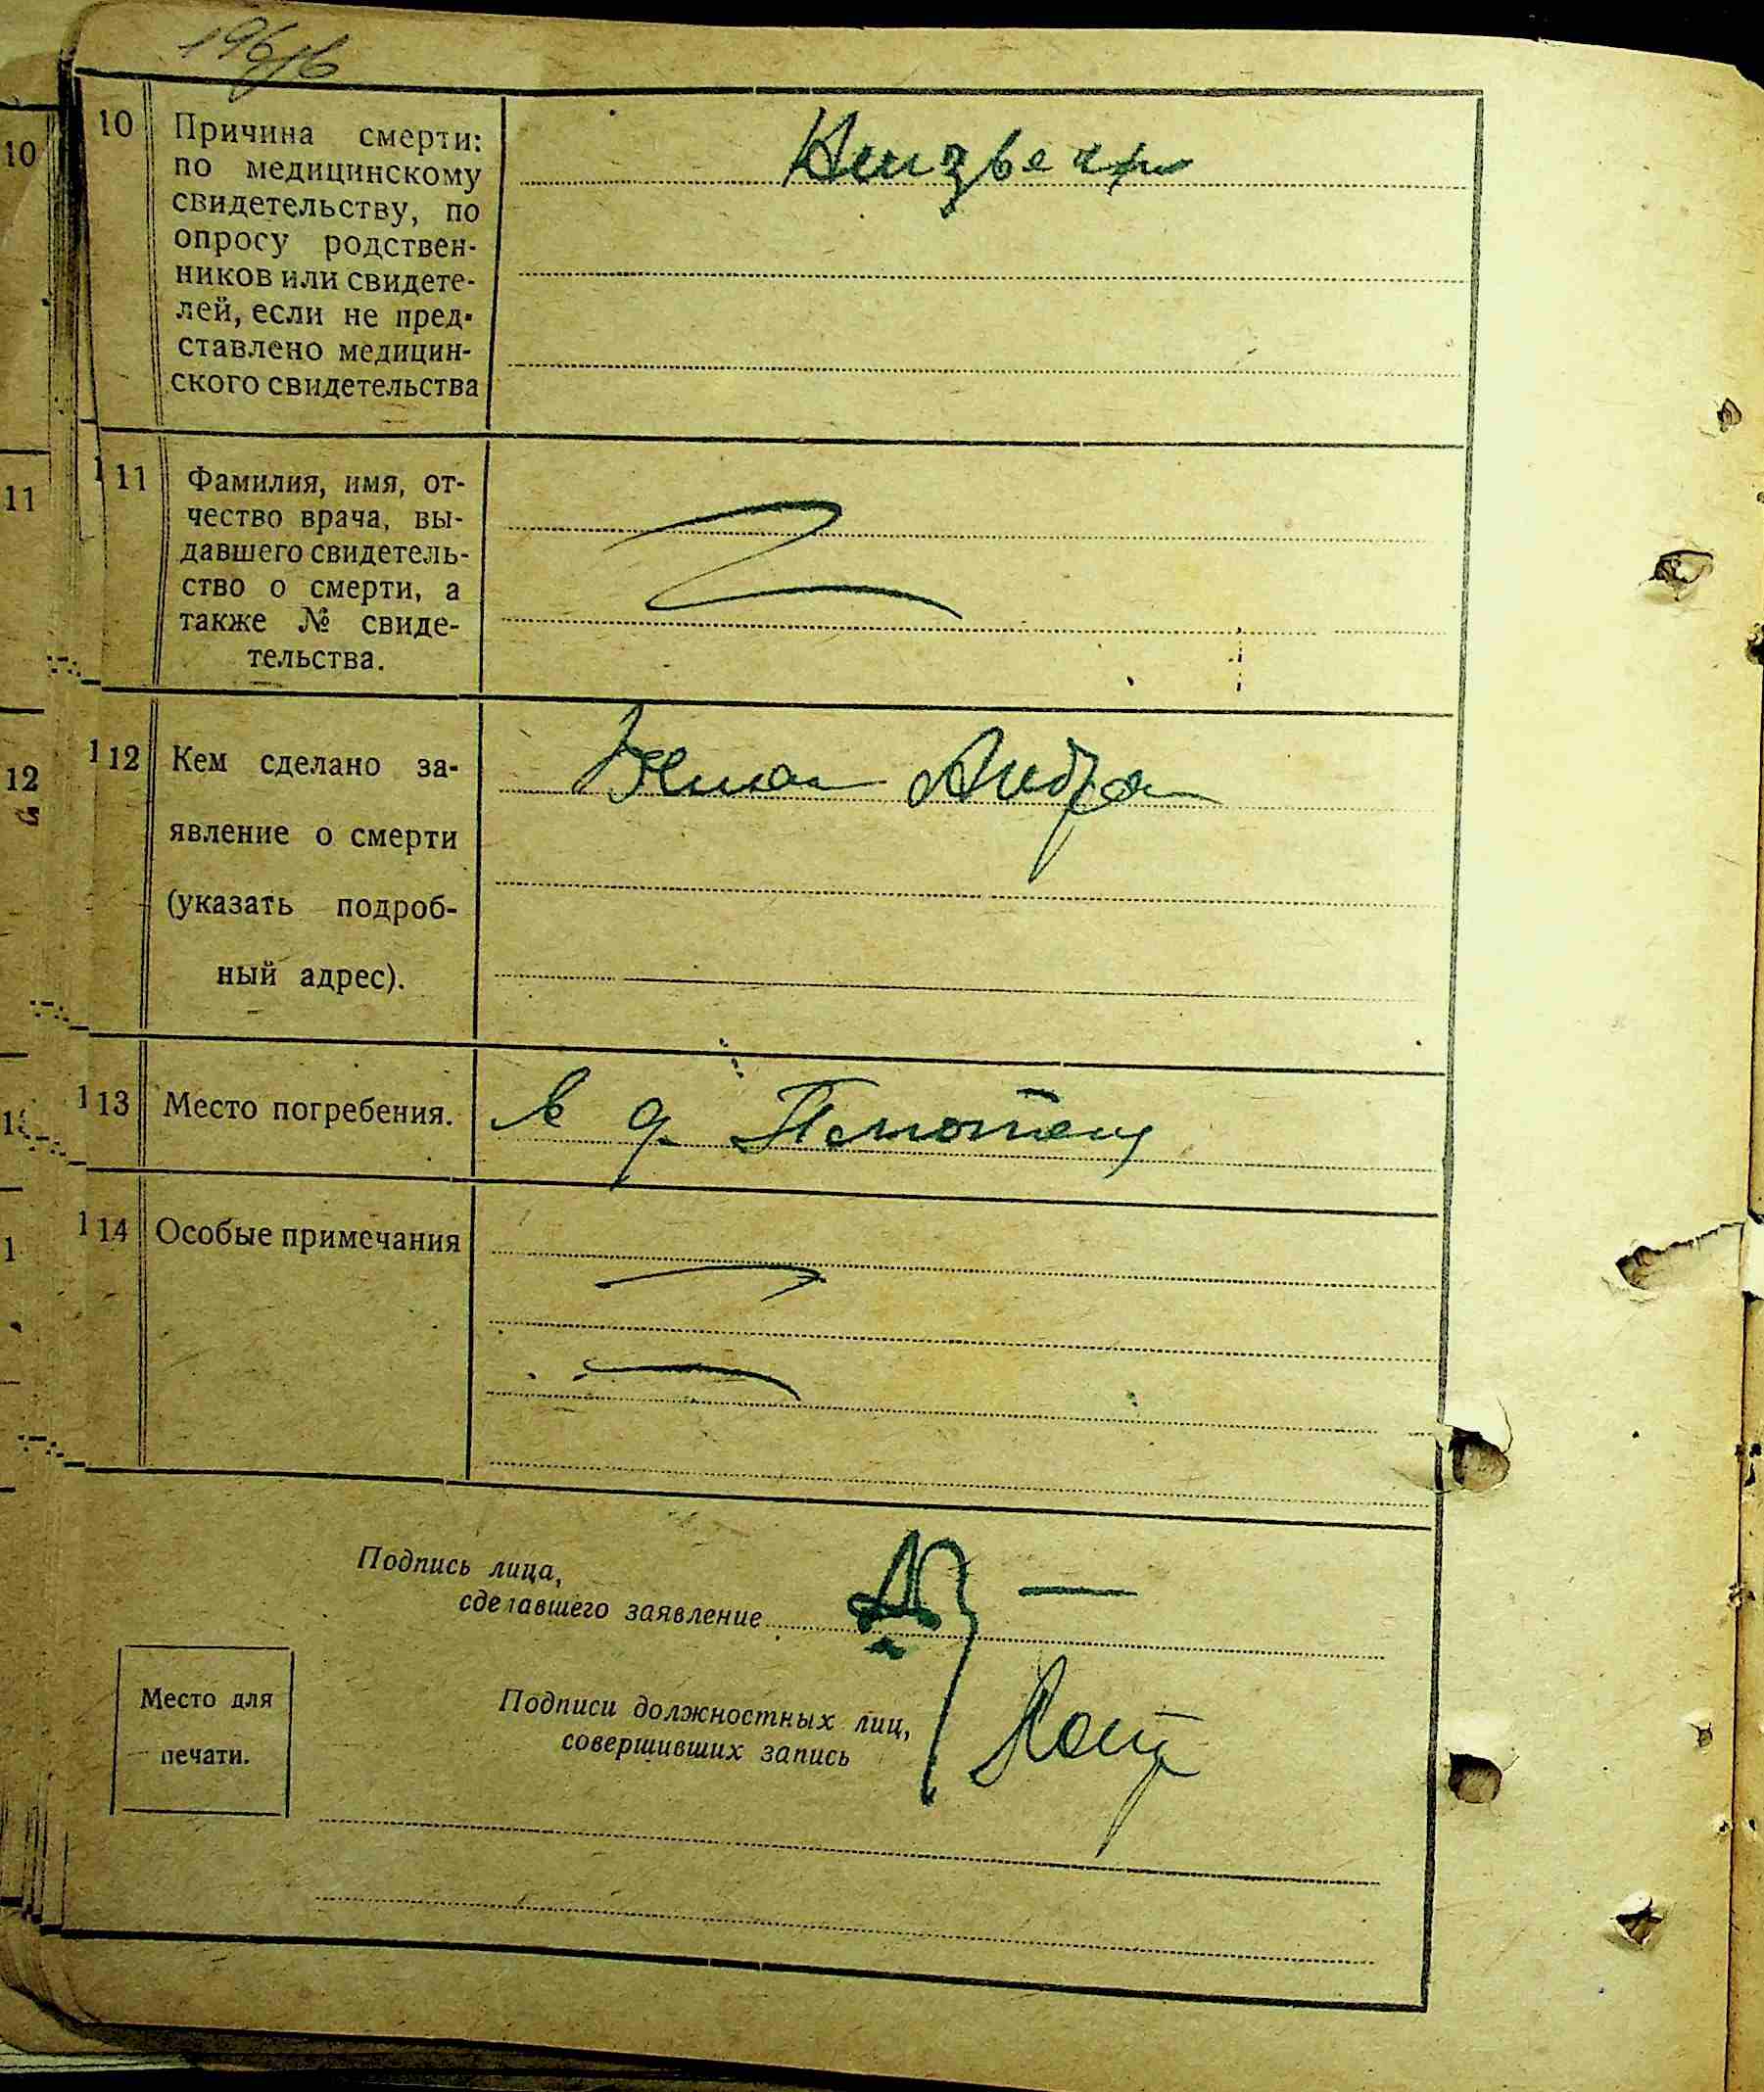 10 Причина смерти:
по медицинскому
свидетельству, по
опросу родствен-
ников или свидете-
лей, если не пред-
ставлено медицин-
ского свидетельства
Неизвестно
11 Фамилия, имя, от-
чество врача, вы-
давшего свидетель-
ство о смерти, а
также № свиде-
тельства.
12 Кем сделано за-
явление о смерти
(указать подроб-
ный адрес).
13 Место погребения.
в д.
14 Особые примечания
Подпись лица,
сделавшего заявление
Место для
печати.
Подписи должностных лиц,
совершивших запись
10
11
12